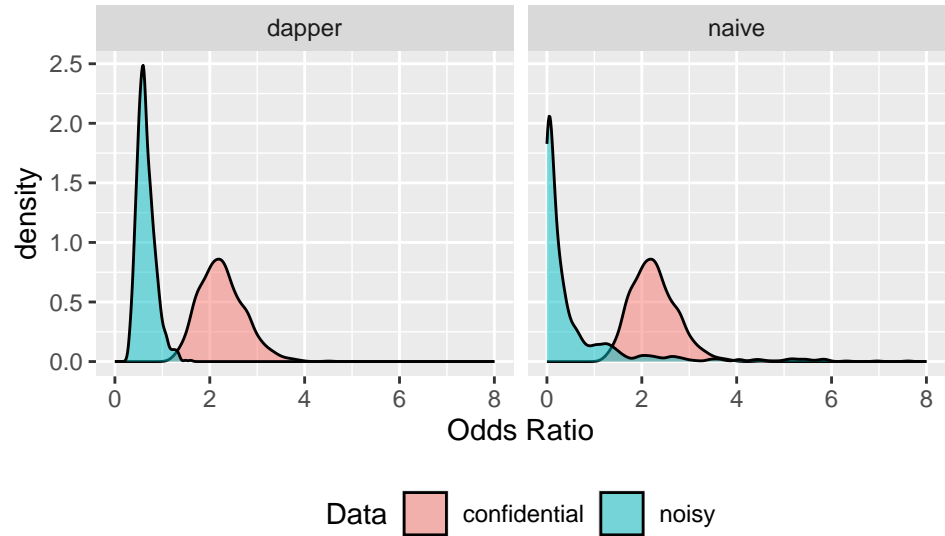 dapper naive
2.5
2.0
1.5
1.0
0.5
0.0
density
0 2 4 6 8 0 2 4 6 8
Odds Ratio
Data confidential noisy